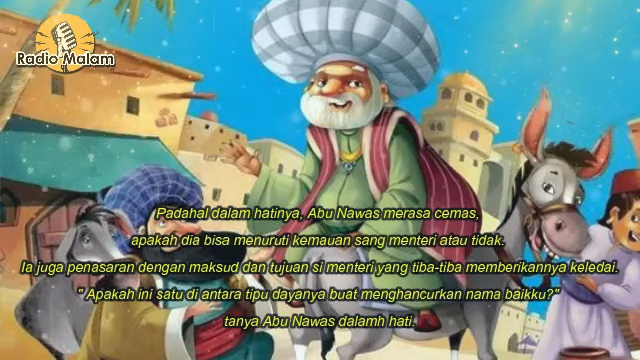 Radio Malam
Padahal dalam hatinya, Abu Nawas merasa cemas,
apakah dia bisa menuruti kemauan sang menteri atau tidak.
Ia juga penasaran dengan maksud dan tujuan si menteri yang tiba-tiba memberikannya keledai.
" Apakah ini satu di antara tipu dayanya buat menghancurkan nama baikku?"
tanya Abu Nawas dalamh hati.